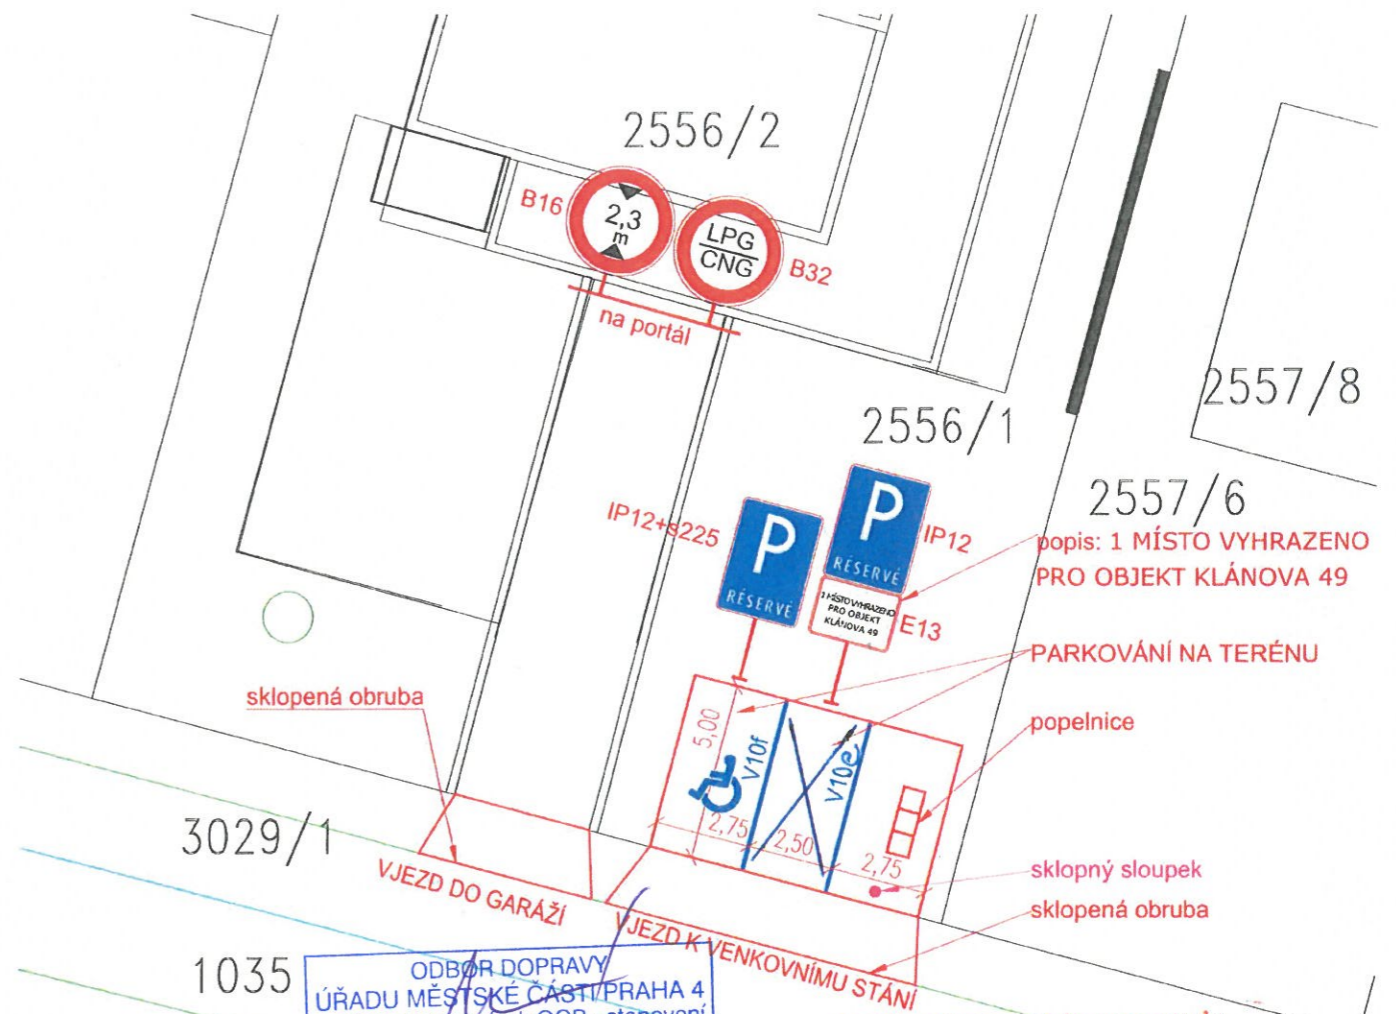 2556/2
B16
2,3
m
LPG
CNG
B32
na portál
2557/8
2556/1
2557/6
IP12+s225
P
RÉSERVÉ
P
RÉSERVÉ
IP12
popis: 1 MÍSTO VYHRAZENO
PRO OBJEKT KLÁNOVA 49
1 MÍSTO VYHRAZENO
PRO OBJEKT
KLÁNOVA 49
E13
PARKOVÁNÍ NA TERÉNU
sklopená obruba
popelnice
5,00
V10f
V10e
2,75
2,50
2,75
3029/1
VJEZD DO GARÁŽÍ
sklopný sloupek
sklopená obruba
VJEZD K VENKOVNÍMU STÁNÍ
1035
ODBOR DOPRAVY
ÚŘADU MĚSTSKÉ ČÁSTI PRAHA 4